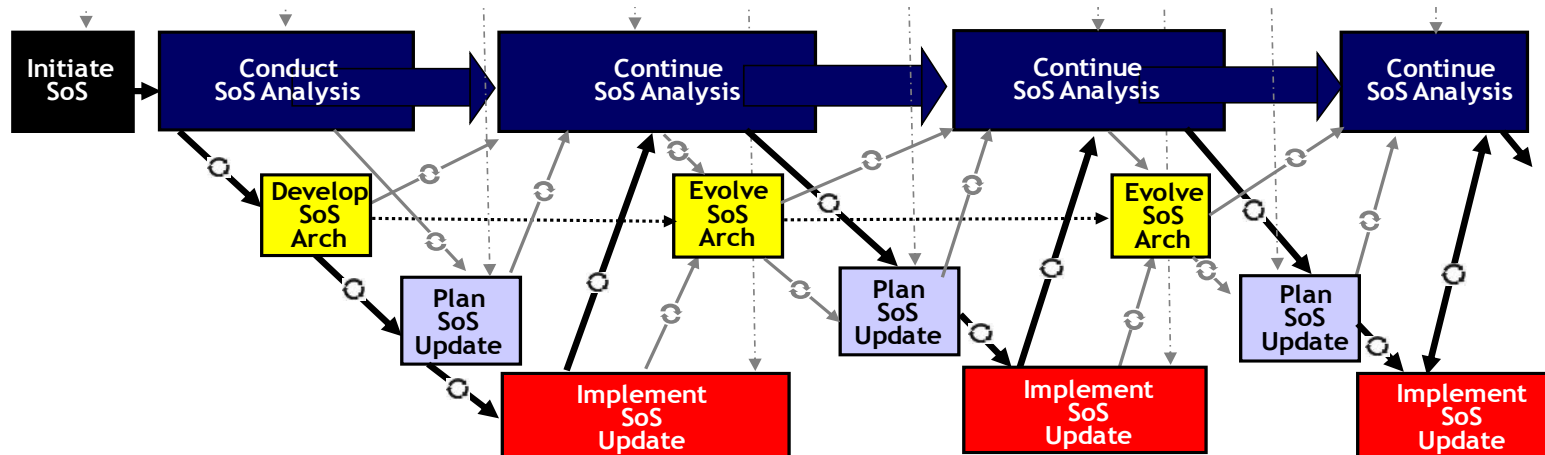 Initiate
SoS
Conduct
SoS Analysis
Continue
SoS Analysis
Continue
SoS Analysis
Continue
SoS Analysis
Develop
SoS
Arch
Evolve
SoS
Arch
Evolve
SoS
Arch
Plan
SoS
Update
Plan
SoS
Update
Plan
SoS
Update
Implement
SoS
Update
Implement
SoS
Update
Implement
SoS
Update